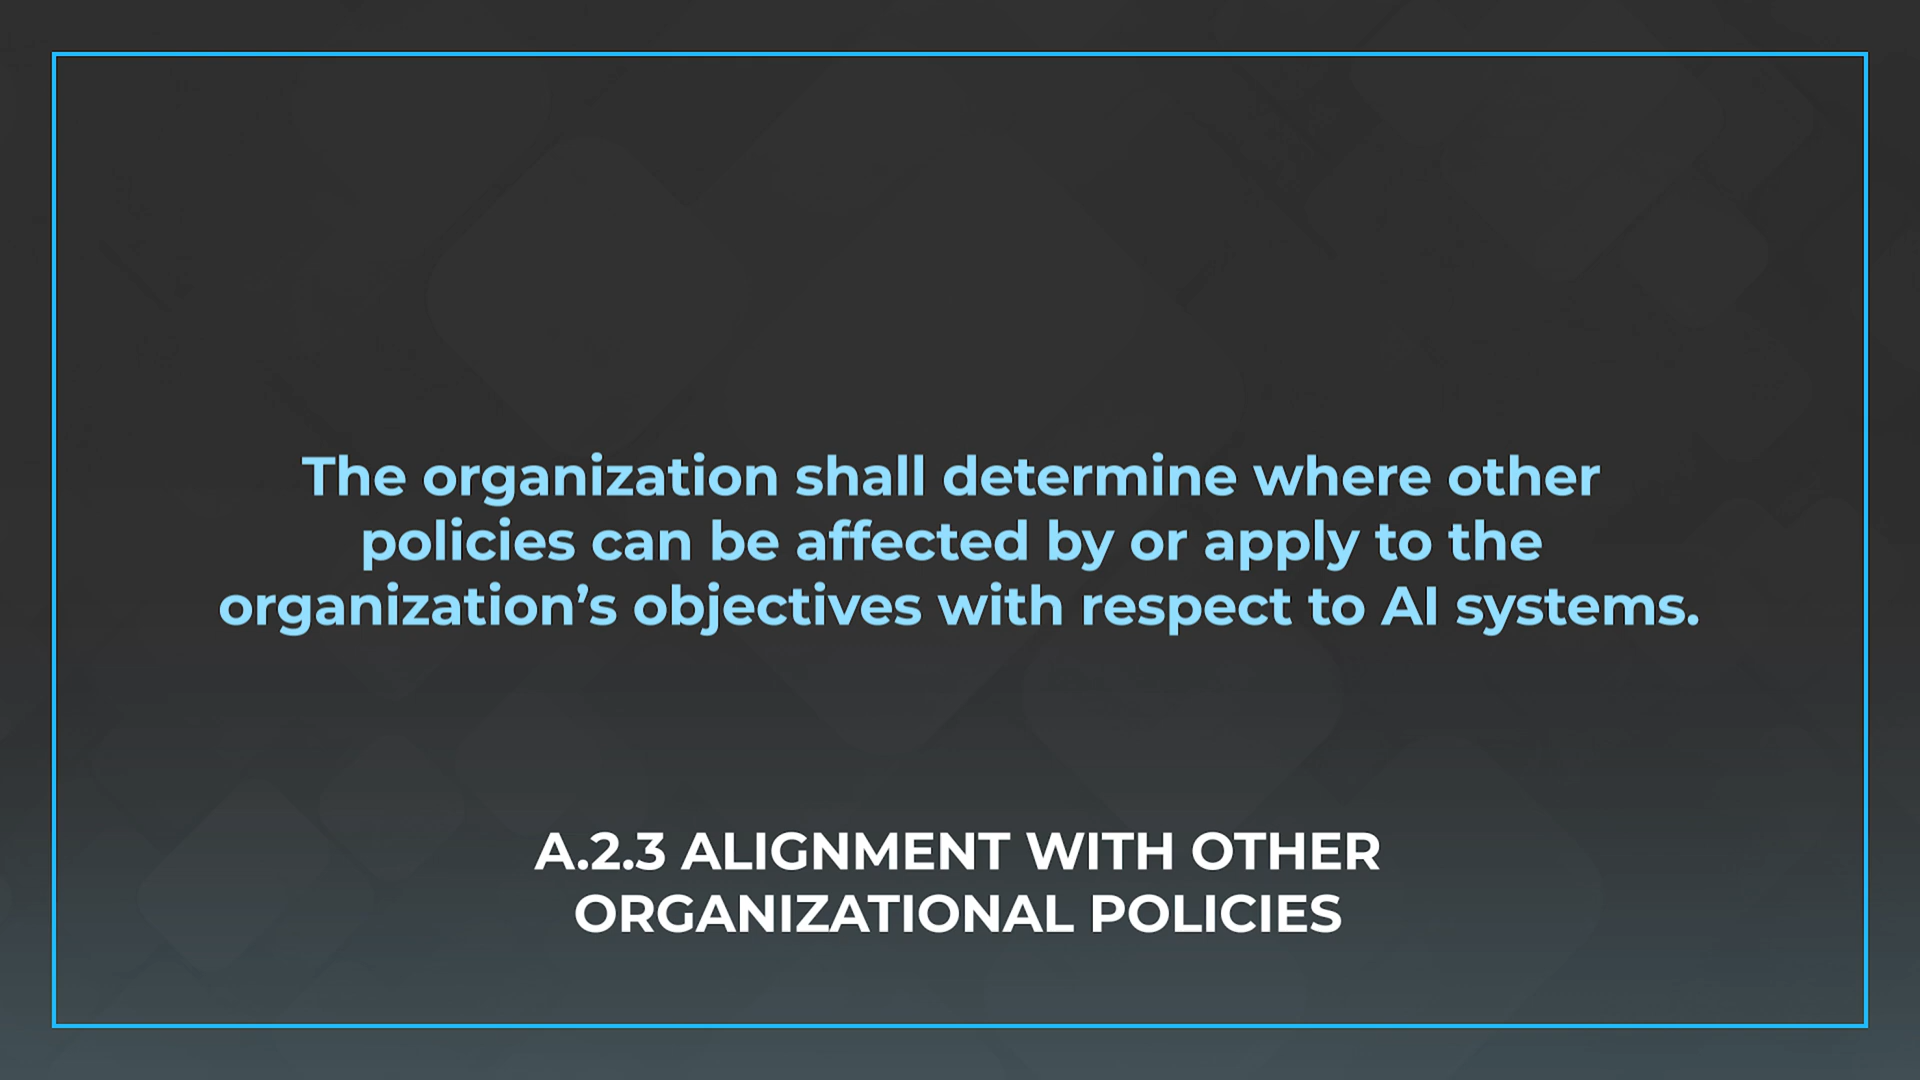 The organization shall determine where other
policies can be affected by or apply to the
organization’s objectives with respect to AI systems.
A.2.3 ALIGNMENT WITH OTHER
ORGANIZATIONAL POLICIES